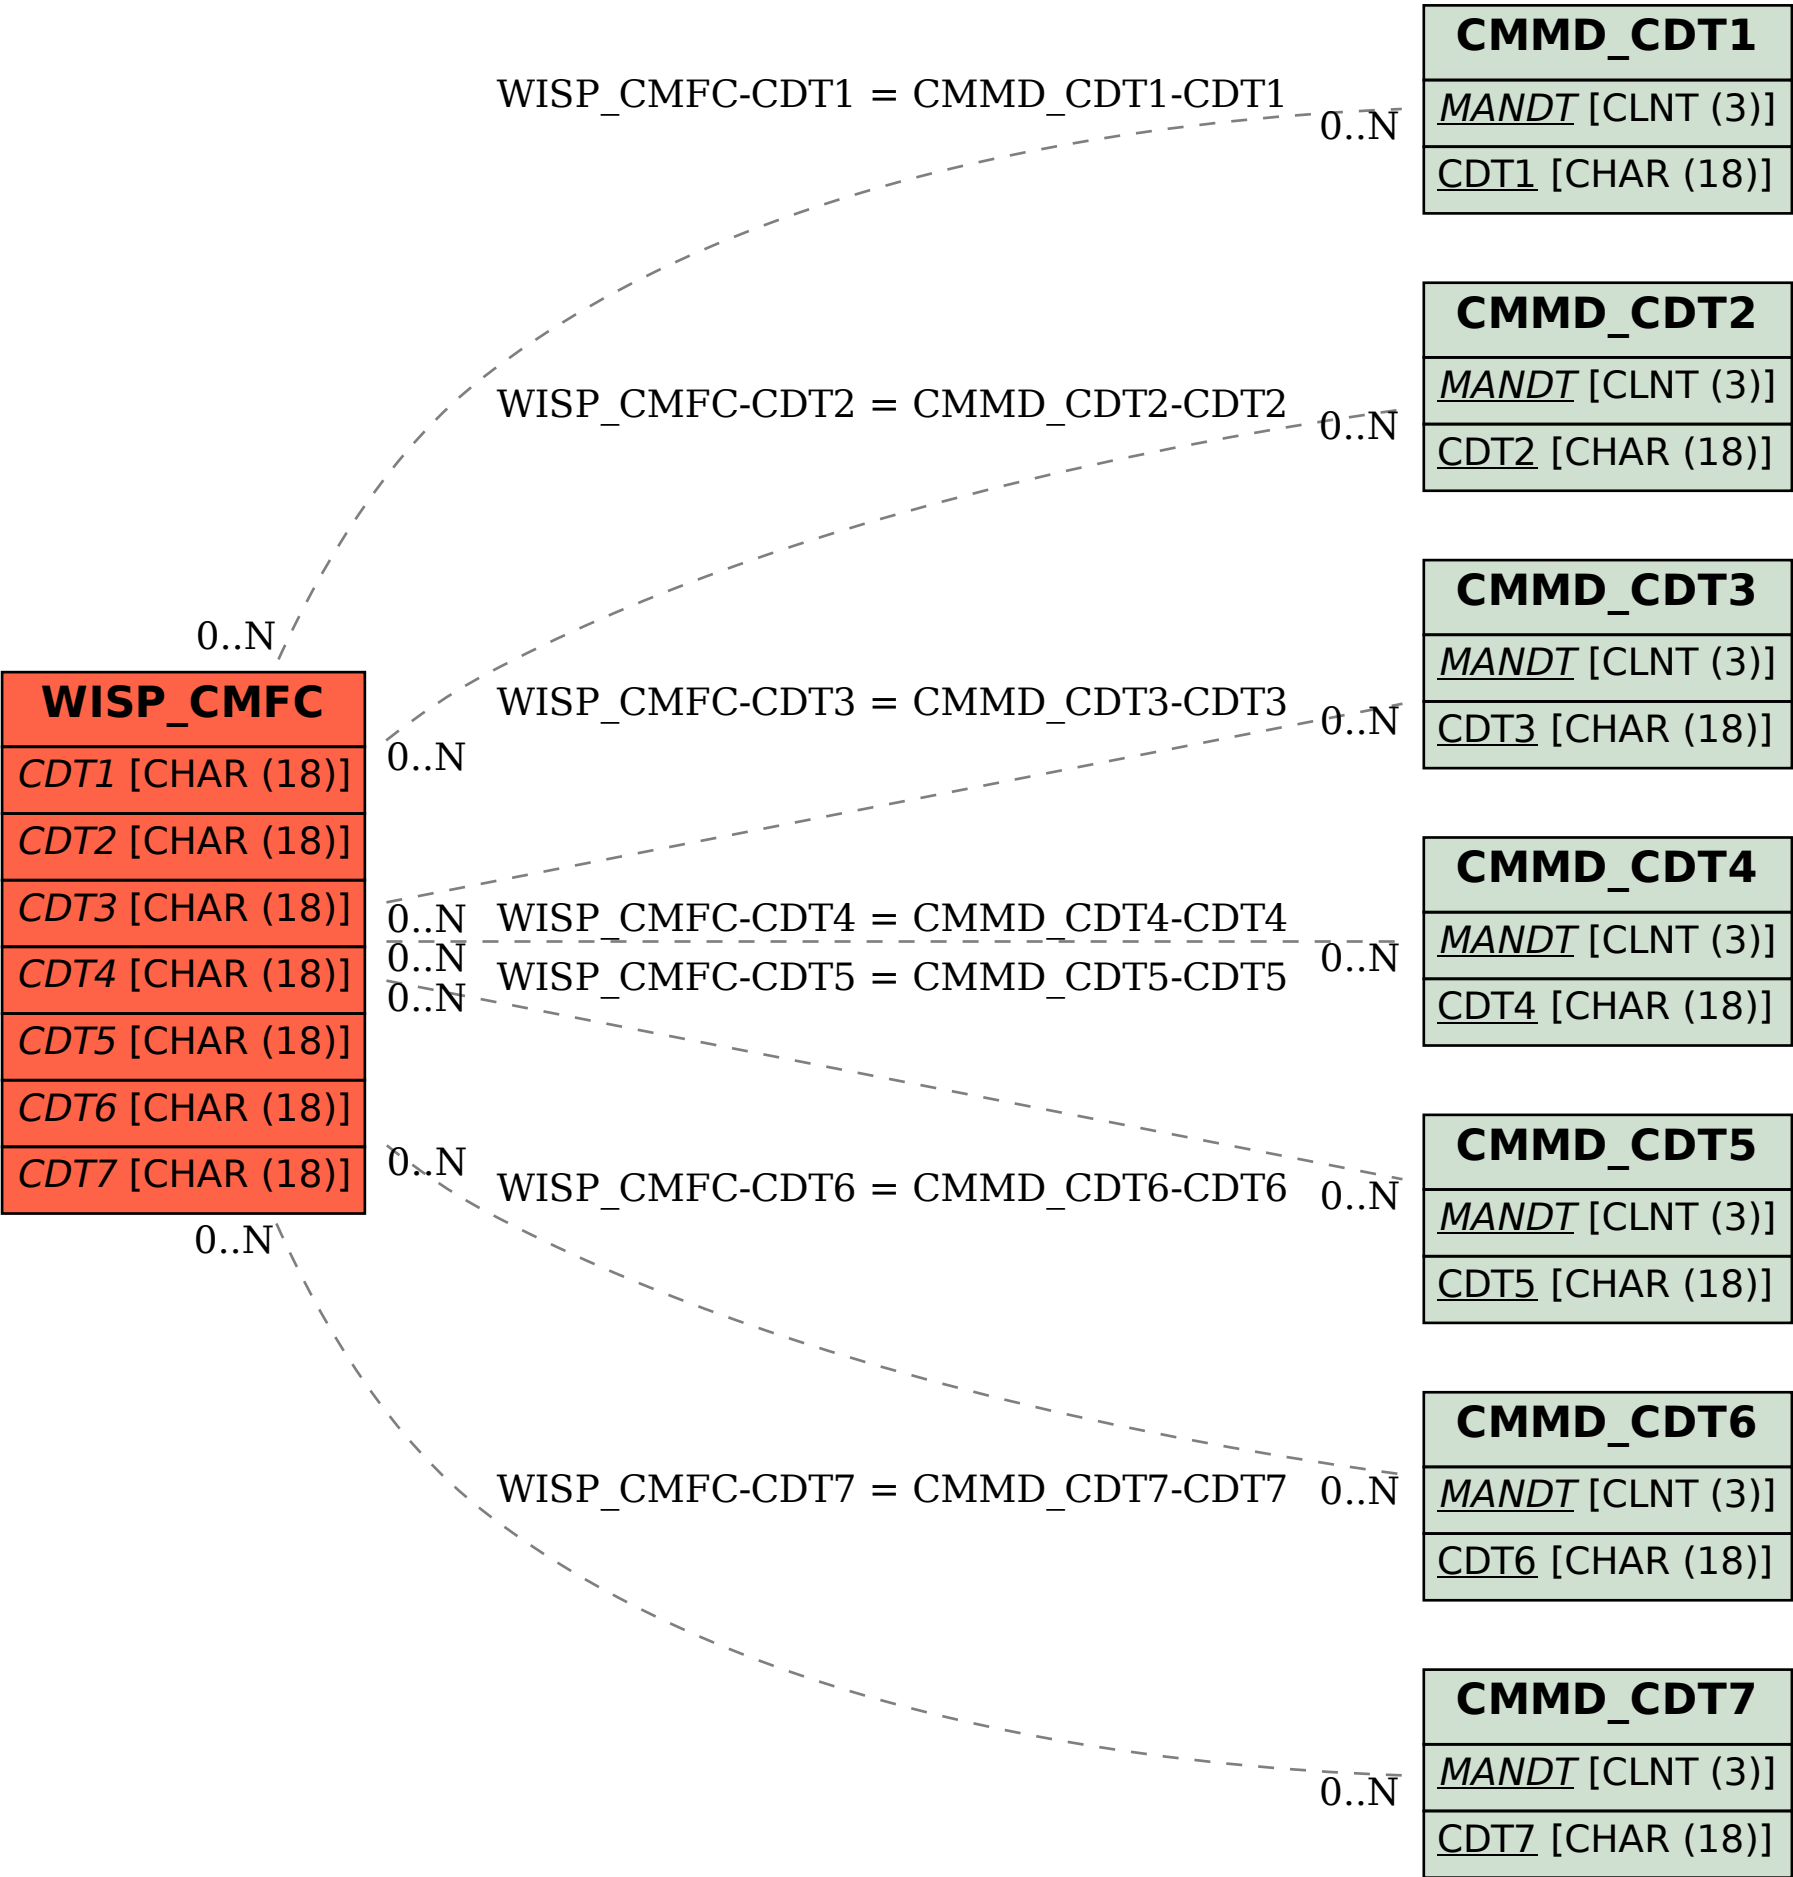 CMMD_CDT1
MANDT [CLNT (3)]
CDT1 [CHAR (18)]
WISP_CMFC-CDT1 = CMMD_CDT1-CDT1
0..N
0..N
CMMD_CDT2
MANDT [CLNT (3)]
CDT2 [CHAR (18)]
WISP_CMFC-CDT2 = CMMD_CDT2-CDT2
0..N
0..N
CMMD_CDT3
MANDT [CLNT (3)]
CDT3 [CHAR (18)]
WISP_CMFC-CDT3 = CMMD_CDT3-CDT3
0..N
0..N
WISP_CMFC
CDT1 [CHAR (18)]
CDT2 [CHAR (18)]
CDT3 [CHAR (18)]
CDT4 [CHAR (18)]
CDT5 [CHAR (18)]
CDT6 [CHAR (18)]
CDT7 [CHAR (18)]
CMMD_CDT4
MANDT [CLNT (3)]
CDT4 [CHAR (18)]
WISP_CMFC-CDT4 = CMMD_CDT4-CDT4
0..N
0..N
WISP_CMFC-CDT5 = CMMD_CDT5-CDT5
0..N
0..N
CMMD_CDT5
MANDT [CLNT (3)]
CDT5 [CHAR (18)]
WISP_CMFC-CDT6 = CMMD_CDT6-CDT6
0..N
0..N
CMMD_CDT6
MANDT [CLNT (3)]
CDT6 [CHAR (18)]
WISP_CMFC-CDT7 = CMMD_CDT7-CDT7
0..N
0..N
CMMD_CDT7
MANDT [CLNT (3)]
CDT7 [CHAR (18)]